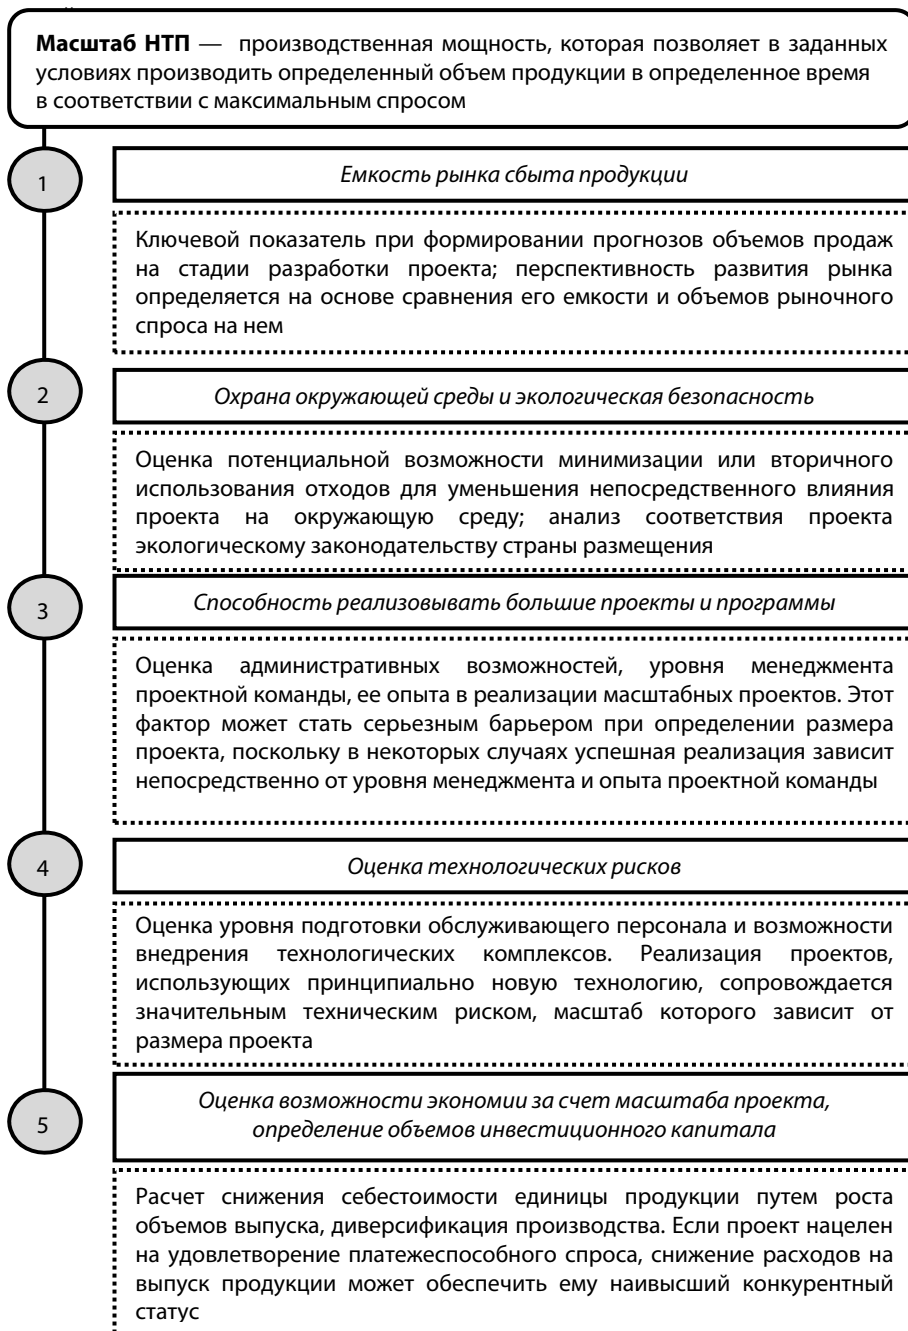 Масштаб НТП — производственная мощность, которая позволяет в заданных
условиях производить определенный объем продукции в определенное время
в соответствии с максимальным спросом
1
Емкость рынка сбыта продукции
Ключевой показатель при формировании прогнозов объемов продаж
на стадии разработки проекта; перспективность развития рынка
определяется на основе сравнения его емкости и объемов рыночного
спроса на нем
2
Охрана окружающей среды и экологическая безопасность
Оценка потенциальной возможности минимизации или вторичного
использования отходов для уменьшения непосредственного влияния
проекта на окружающую среду; анализ соответствия проекта
экологическому законодательству страны размещения
3
Способность реализовывать большие проекты и программы
Оценка административных возможностей, уровня менеджмента
проектной команды, ее опыта в реализации масштабных проектов. Этот
фактор может стать серьезным барьером при определении размера
проекта, поскольку в некоторых случаях успешная реализация зависит
непосредственно от уровня менеджмента и опыта проектной команды
4
Оценка технологических рисков
Оценка уровня подготовки обслуживающего персонала и возможности
внедрения технологических комплексов. Реализация проектов,
использующих принципиально новую технологию, сопровождается
значительным техническим риском, масштаб которого зависит от
размера проекта
5
Оценка возможности экономии за счет масштаба проекта,
определение объемов инвестиционного капитала
Расчет снижения себестоимости единицы продукции путем роста
объемов выпуска, диверсификация производства. Если проект нацелен
на удовлетворение платежеспособного спроса, снижение расходов на
выпуск продукции может обеспечить ему наивысший конкурентный
статус